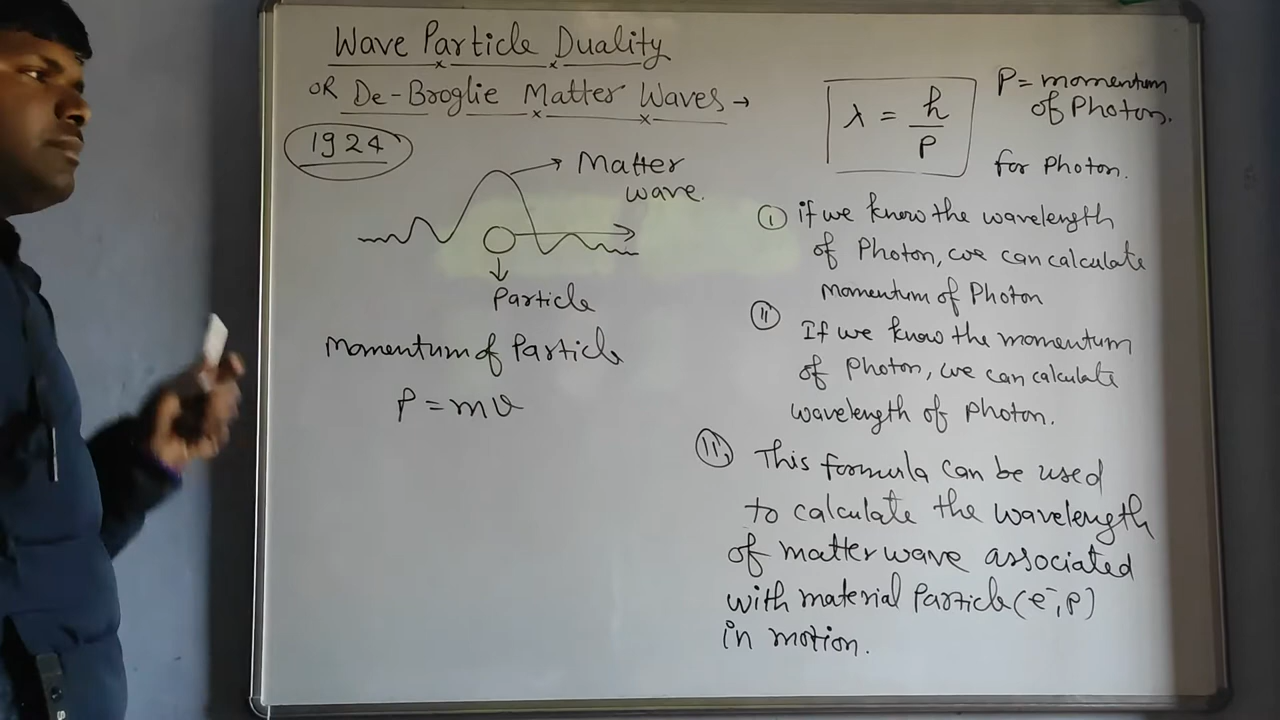 Wave Particle Duality
OR De-Broglie Matter Waves →
1924
Matter
wave.
Particle
Momentum of Particle
P = mv
λ = h/P
P = momentum
of Photon.
for Photon.
(I) if we know the wavelength
of Photon, we can calculate
Momentum of Photon
(II) If we know the momentum
of Photon, we can calculate
wavelength of Photon.
(III) This formula can be used
to calculate the wavelength
of matter wave associated
with material Particle (e⁻, P)
in motion.